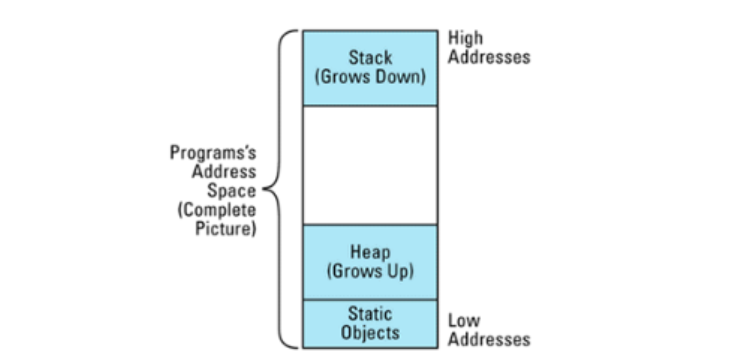 Stack
(Grows Down)
High
Addresses
Programs's
Address
Space
(Complete
Picture)
Heap
(Grows Up)
Static
Objects
Low
Addresses